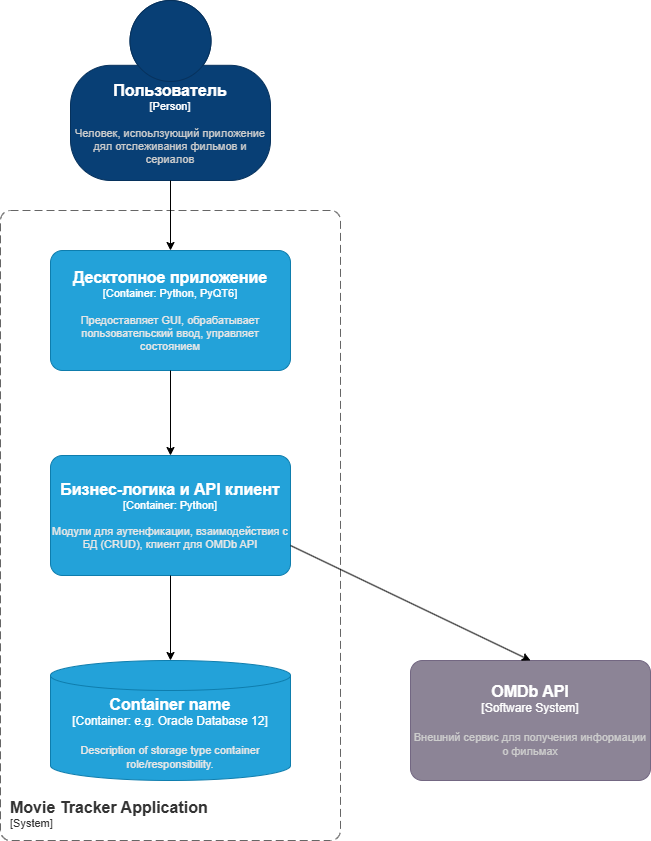 Пользователь
[Person]
Человек, испоьлзующий приложение
дял отслеживания фильмов и
сериалов
Десктопное приложение
[Container: Python, PyQT6]
Предоставляет GUI, обрабатывает
пользовательский ввод, управляет
состоянием
Бизнес-логика и API клиент
[Container: Python]
Модули для аутенфикации, взаимодействия с
БД (CRUD), клиент для OMDb API
Container name
[Container: e.g. Oracle Database 12]
Description of storage type container
role/responsibility.
OMDb API
[Software System]
Внешний сервис для получения информации
о фильмах
Movie Tracker Application
[System]